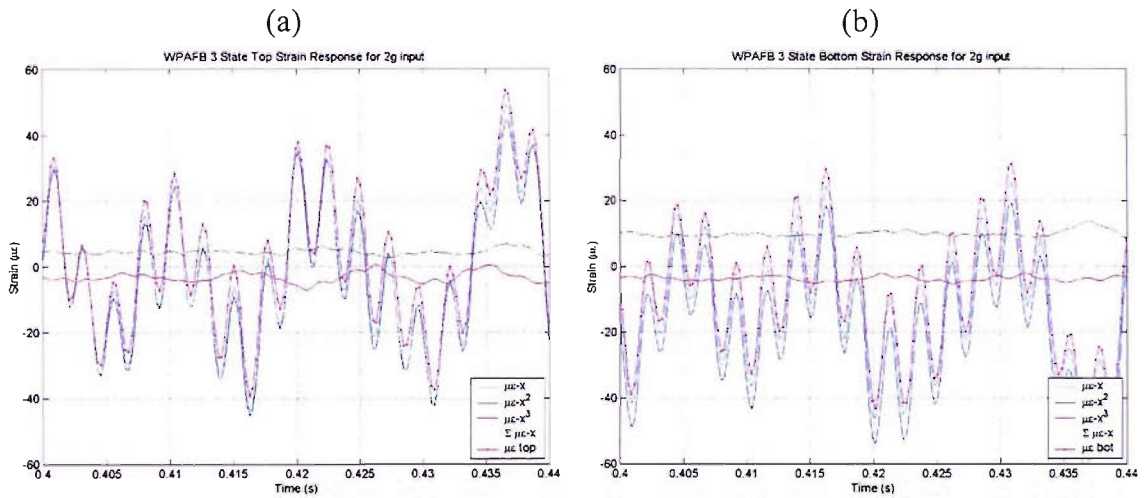 (a)
(b)
WPAFB 3 State Top Strain Response for 2g input
60
40
20
0
-20
-40
-60
Strain (με)
0.4
0.405
0.41
0.415
0.42
0.425
0.43
0.435
0.44
Time (s)
με-x
με-x²
με-x³
Σ με-x
με top
WPAFB 3 State Bottom Strain Response for 2g input
60
40
20
0
-20
-40
-60
Strain (με)
0.4
0.405
0.41
0.415
0.42
0.425
0.43
0.435
0.44
Time (s)
με-x
με-x²
με-x³
Σ με-x
με bot